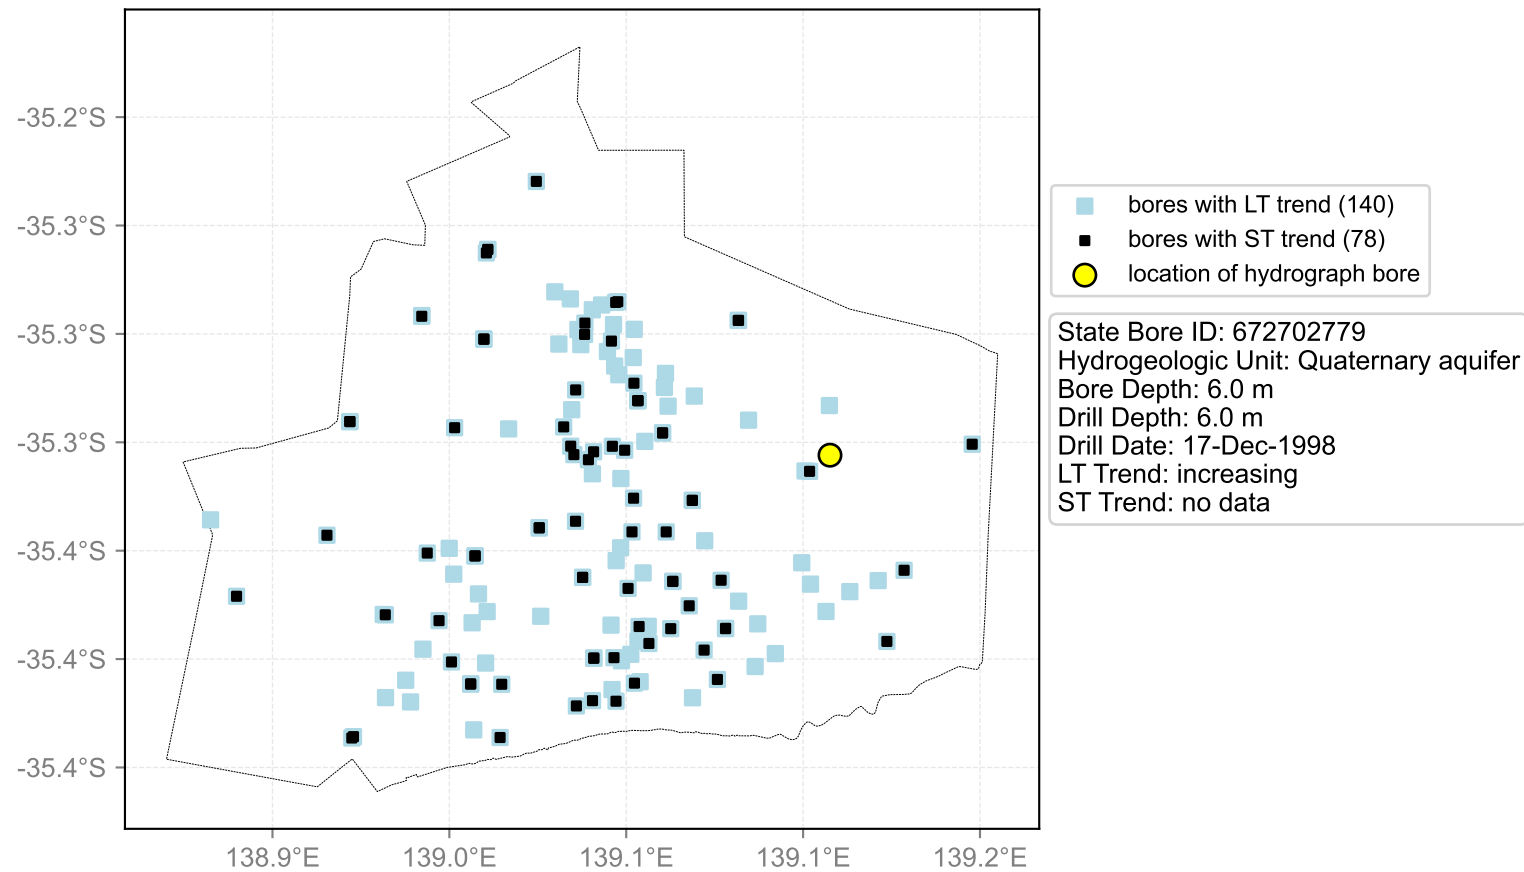 -35.2°S
-35.3°S
-35.3°S
-35.3°S
-35.4°S
-35.4°S
-35.4°S
138.9°E
139.0°E
139.1°E
139.1°E
139.2°E
bores with LT trend (140)
bores with ST trend (78)
location of hydrograph bore
State Bore ID: 672702779
Hydrogeologic Unit: Quaternary aquifer
Bore Depth: 6.0 m
Drill Depth: 6.0 m
Drill Date: 17-Dec-1998
LT Trend: increasing
ST Trend: no data